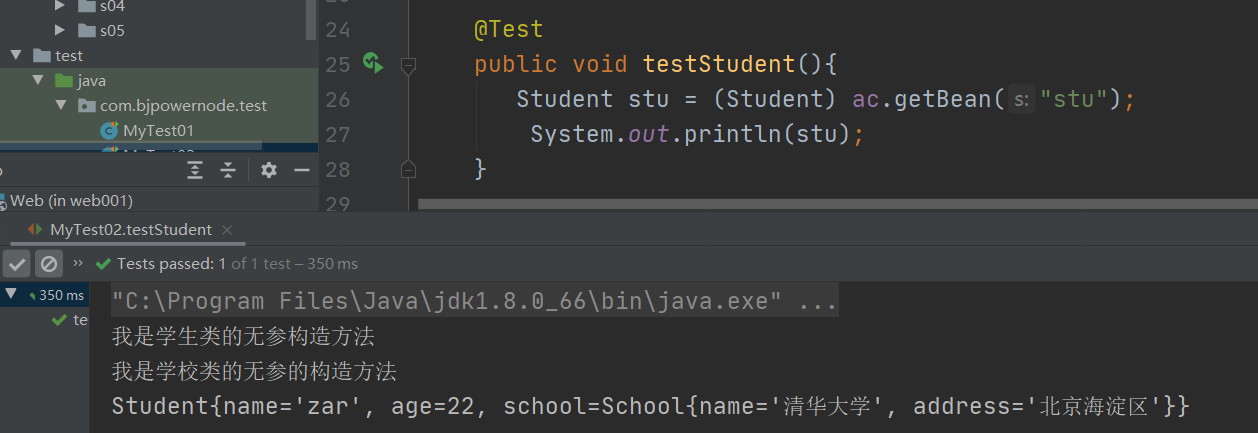 s04
s05
test
java
com.bjpowernode.test
MyTest01
Web (in web001)
24 @Test
25 public void testStudent(){
26 Student stu = (Student) ac.getBean( s: "stu");
27 System.out.println(stu);
28 }
29
MyTest02.testStudent ×
» Tests passed: 1 of 1 test – 350 ms
350 ms
te
"C:\Program Files\Java\jdk1.8.0_66\bin\java.exe" ...
我是学生类的无参构造方法
我是学校类的无参的构造方法
Student{name='zar', age=22, school=School{name='清华大学', address='北京海淀区'}}